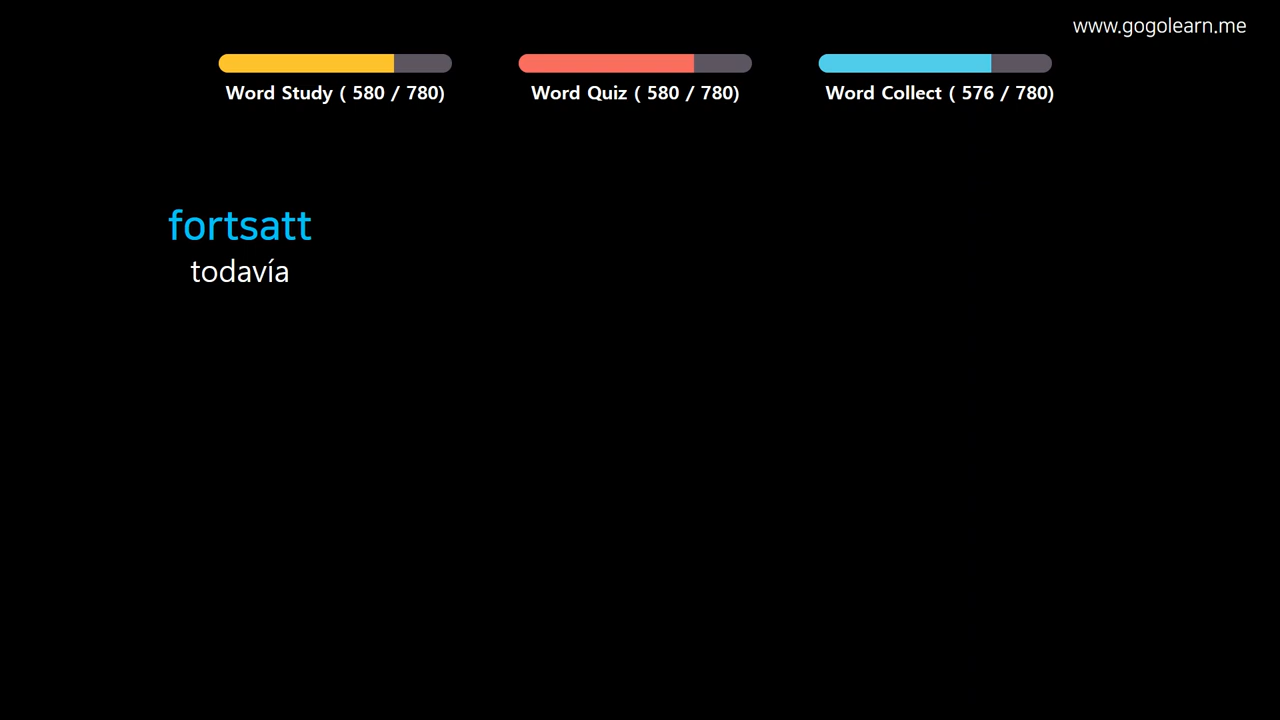 www.gogolearn.me
Word Study ( 580 / 780)
Word Quiz ( 580 / 780)
Word Collect ( 576 / 780)
fortsatt
todavía